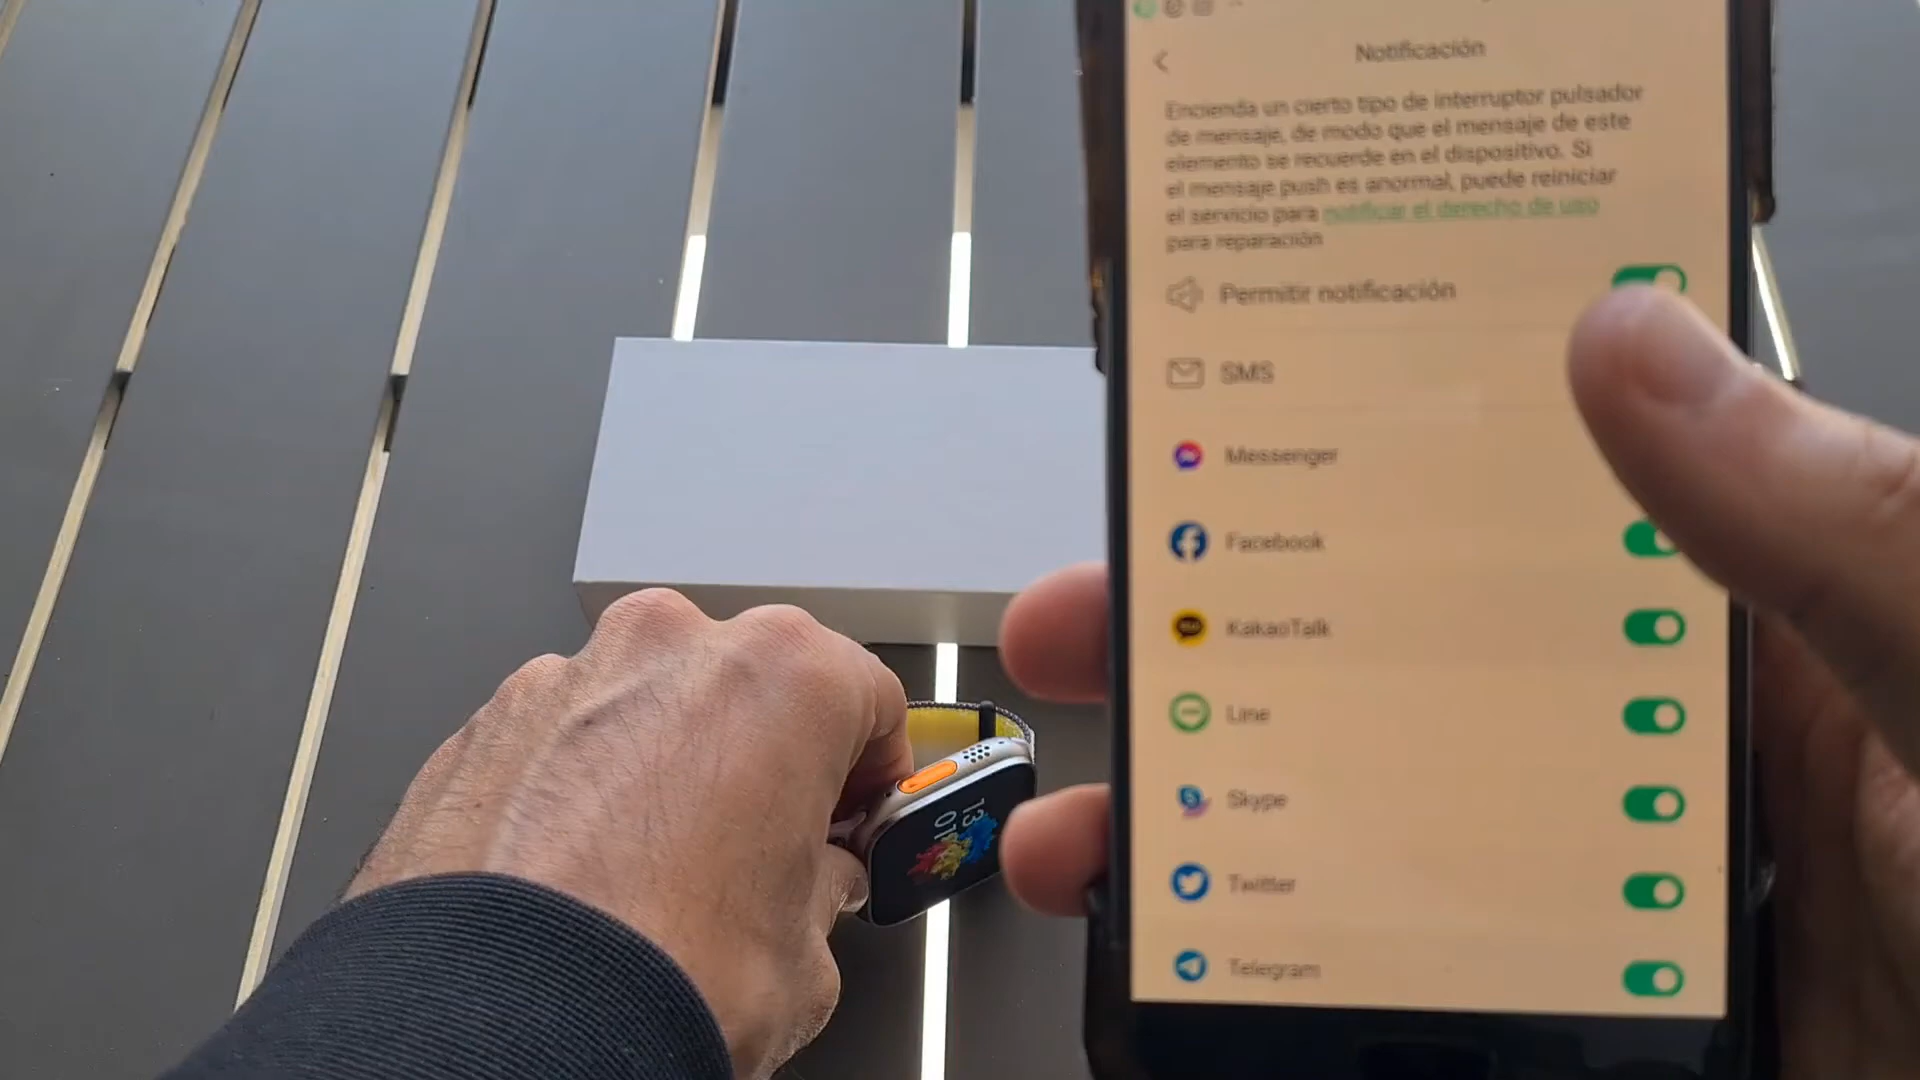 Notificación
Encienda un cierto tipo de interruptor pulsador
de mensaje, de modo que el mensaje de este
elemento se recuerde en el dispositivo. Si
el mensaje push es anormal, puede reiniciar
el servicio para notificar el derecho de uso
para reparación
Permitir notificación
SMS
Messenger
Facebook
KakaoTalk
Line
Skype
Twitter
Telegram
13
01